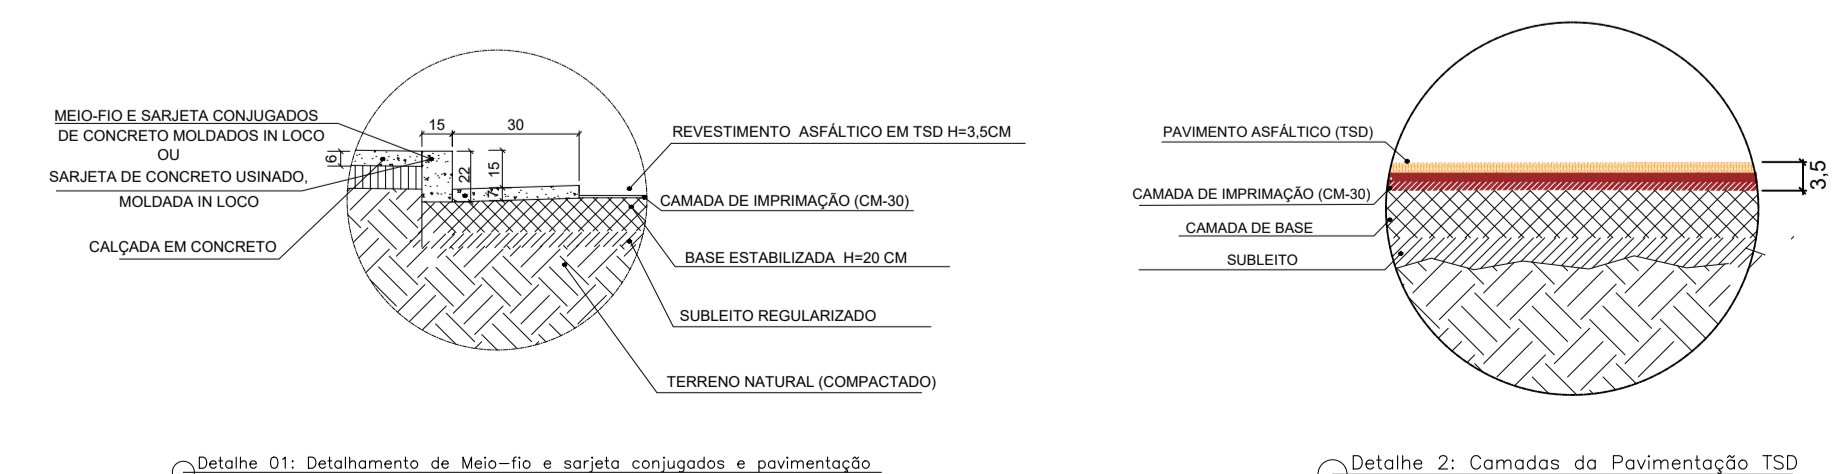 MEIO-FIO E SARJETA CONJUGADOS
DE CONCRETO MOLDADOS IN LOCO
OU
SARJETA DE CONCRETO USINADO,
MOLDADA IN LOCO
CALÇADA EM CONCRETO
15
30
6
22
15
7
REVESTIMENTO ASFÁLTICO EM TSD H=3,5CM
CAMADA DE IMPRIMAÇÃO (CM-30)
BASE ESTABILIZADA H=20 CM
SUBLEITO REGULARIZADO
TERRENO NATURAL (COMPACTADO)
Detalhe 01: Detalhamento de Meio-fio e sarjeta conjugados e pavimentação
PAVIMENTO ASFÁLTICO (TSD)
CAMADA DE IMPRIMAÇÃO (CM-30)
CAMADA DE BASE
SUBLEITO
3,5
Detalhe 2: Camadas da Pavimentação TSD